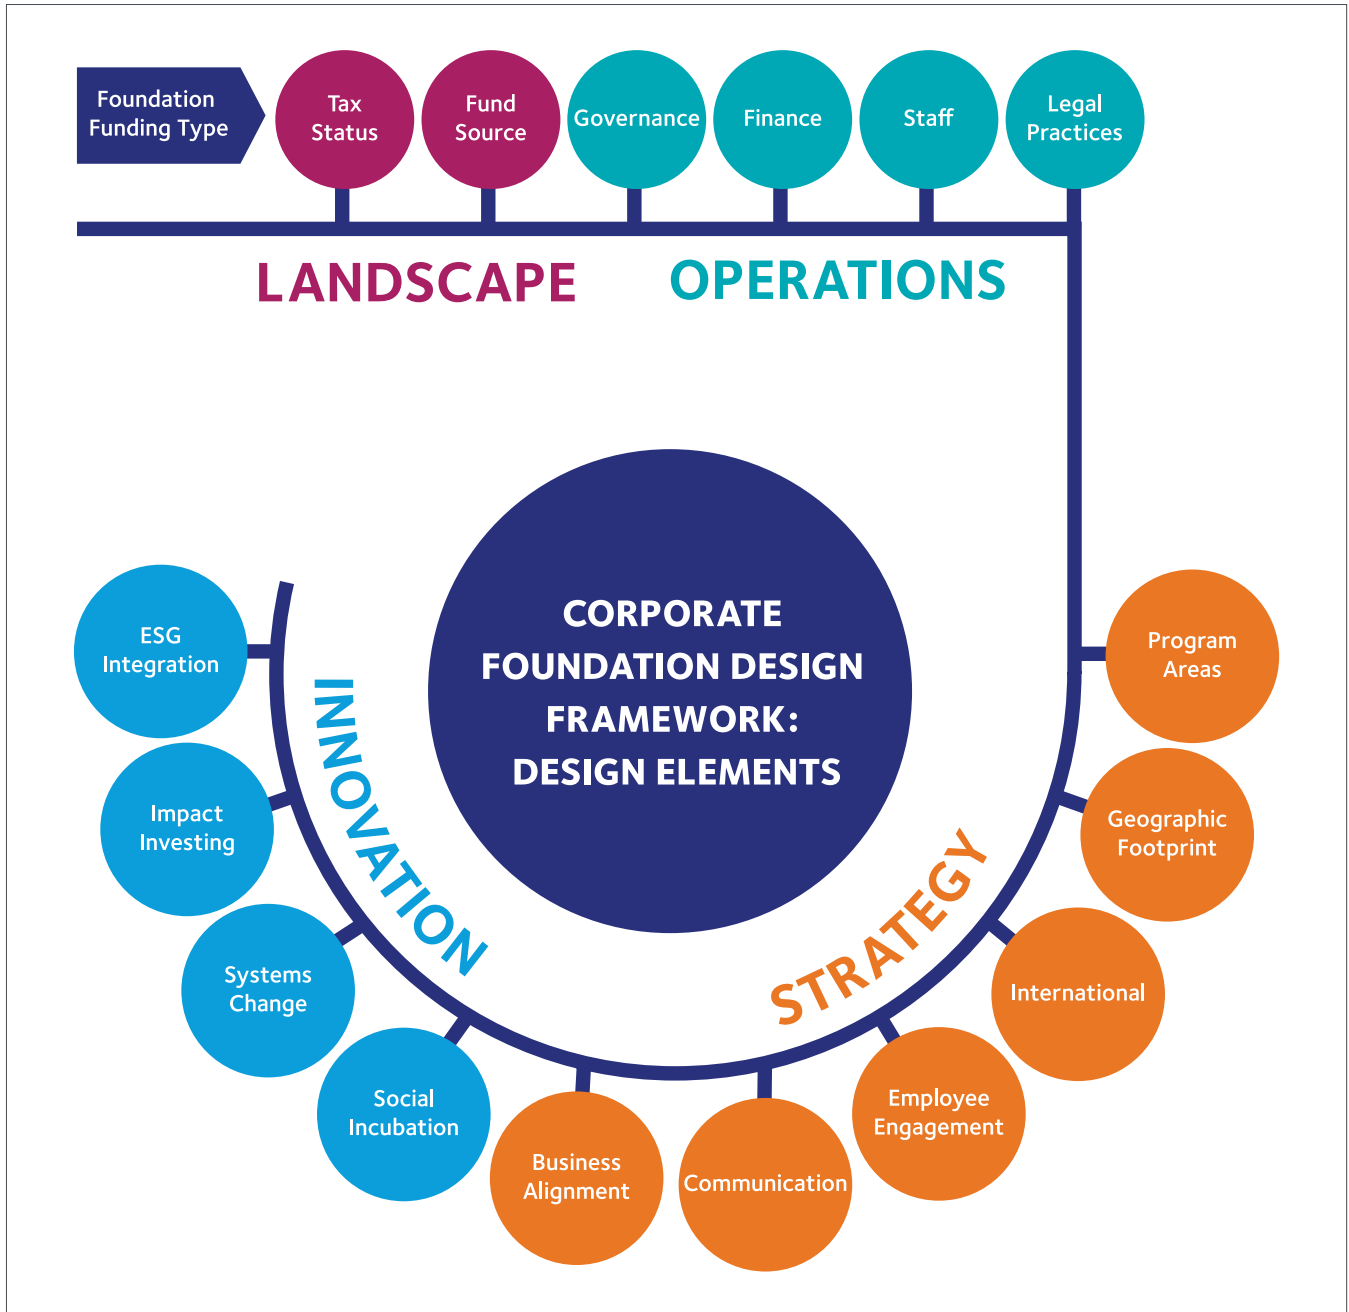 Foundation
Funding Type
Tax
Status
Fund
Source
Governance
Finance
Staff
Legal
Practices
LANDSCAPE
OPERATIONS
CORPORATE
FOUNDATION DESIGN
FRAMEWORK:
DESIGN ELEMENTS
Program
Areas
Geographic
Footprint
International
Employee
Engagement
Communication
Business
Alignment
STRATEGY
Social
Incubation
Systems
Change
Impact
Investing
ESG
Integration
INNOVATION